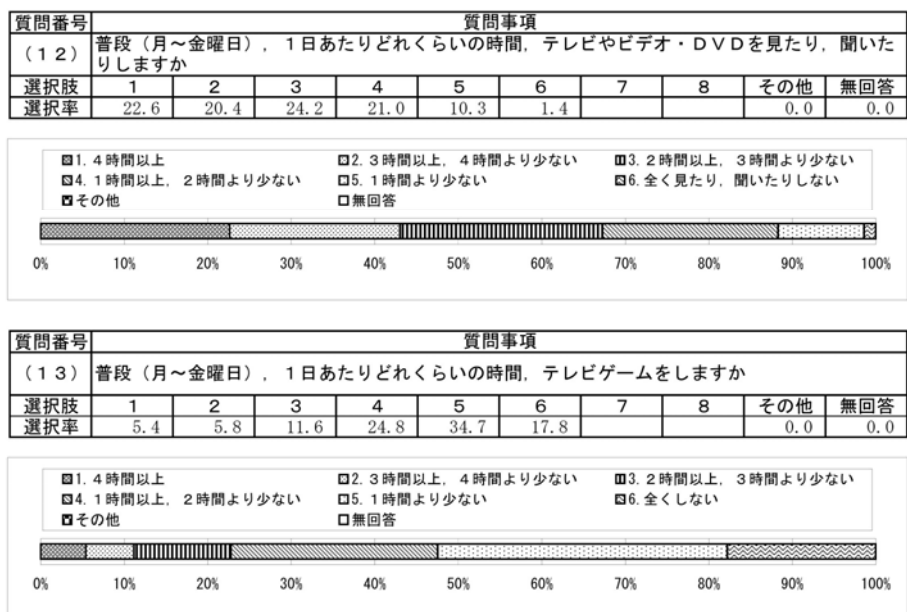 質問番号 質問事項
(12) 普段（月～金曜日），１日あたりどれくらいの時間，テレビやビデオ・ＤＶＤを見たり，聞いた
りしますか
選択肢 1 2 3 4 5 6 7 8 その他 無回答
選択率 22.6 20.4 24.2 21.0 10.3 1.4 0.0 0.0
1.４時間以上 2.３時間以上，４時間より少ない 3.２時間以上，３時間より少ない
4.１時間以上，２時間より少ない 5.１時間より少ない 6.全く見たり，聞いたりしない
その他 無回答
0% 10% 20% 30% 40% 50% 60% 70% 80% 90% 100%
質問番号 質問事項
(13) 普段（月～金曜日），１日あたりどれくらいの時間，テレビゲームをしますか
選択肢 1 2 3 4 5 6 7 8 その他 無回答
選択率 5.4 5.8 11.6 24.8 34.7 17.8 0.0 0.0
1.４時間以上 2.３時間以上，４時間より少ない 3.２時間以上，３時間より少ない
4.１時間以上，２時間より少ない 5.１時間より少ない 6.全くしない
その他 無回答
0% 10% 20% 30% 40% 50% 60% 70% 80% 90% 100%